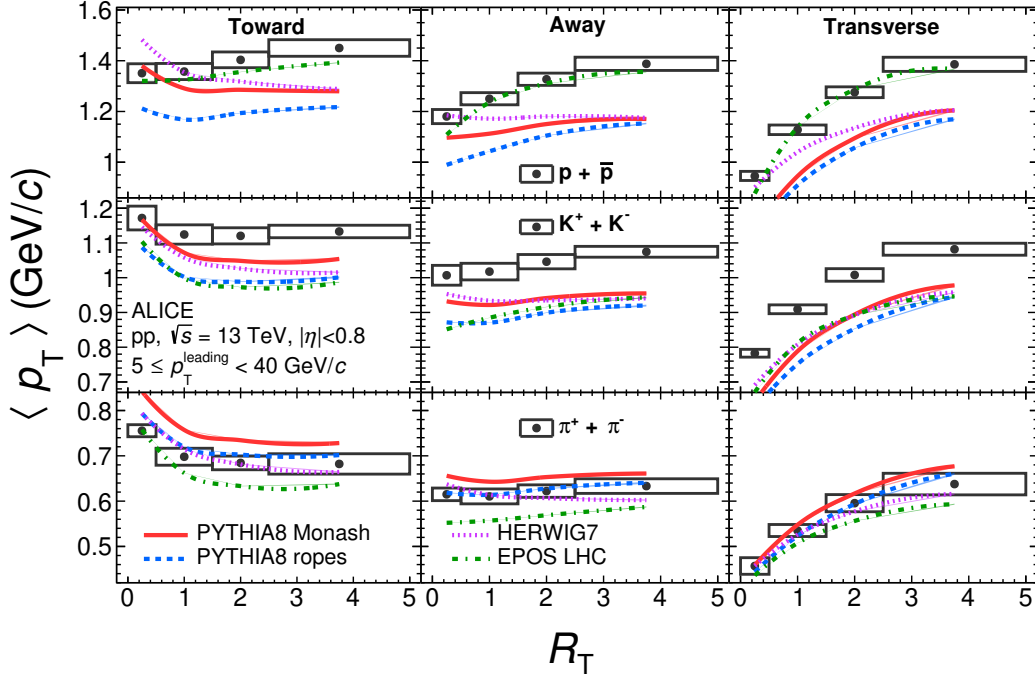 Toward
Away
Transverse
1.6
1.4
1.2
1
p + p̄
1.2
1.1
1
0.9
0.8
0.7
K⁺ + K⁻
ALICE
pp, √s = 13 TeV, |η|<0.8
5 ≤ p_T^leading < 40 GeV/c
0.8
0.7
0.6
0.5
π⁺ + π⁻
PYTHIA8 Monash
PYTHIA8 ropes
HERWIG7
EPOS LHC
0 1 2 3 4 5
0 1 2 3 4 5
0 1 2 3 4 5
⟨p_T⟩ (GeV/c)
R_T